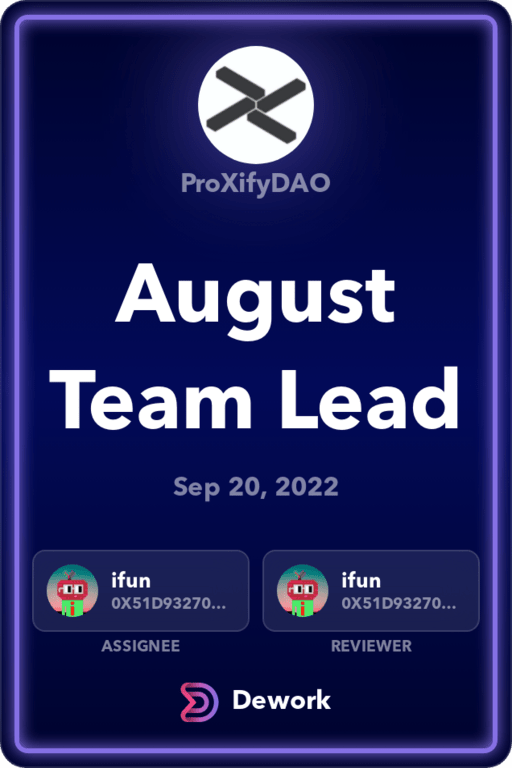 ProXifyDAO
August
Team Lead
Sep 20, 2022
ifun
0X51D93270...
ASSIGNEE
ifun
0X51D93270...
REVIEWER
Dework